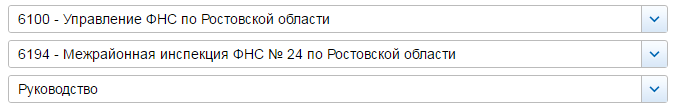 6100 - Управление ФНС по Ростовской области
6194 - Межрайонная инспекция ФНС № 24 по Ростовской области
Руководство